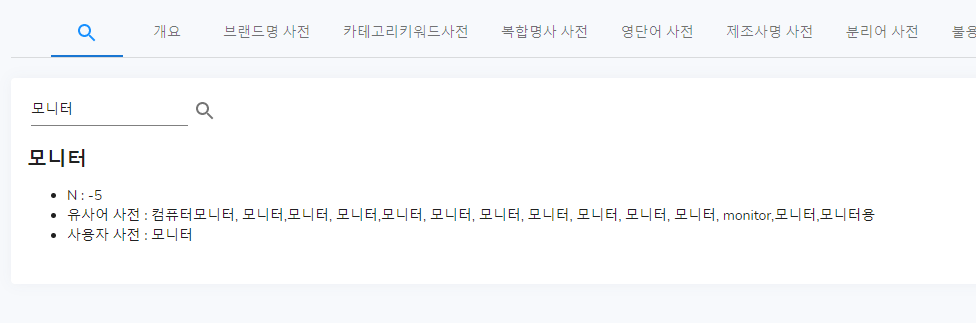 개요 브랜드명 사전 카테고리키워드사전 복합명사 사전 영단어 사전 제조사명 사전 분리어 사전 불용
모니터
모니터
N : -5
유사어 사전 : 컴퓨터모니터, 모니터,모니터, 모니터,모니터, 모니터, 모니터, 모니터, 모니터, 모니터, 모니터, monitor,모니터,모니터용
사용자 사전 : 모니터